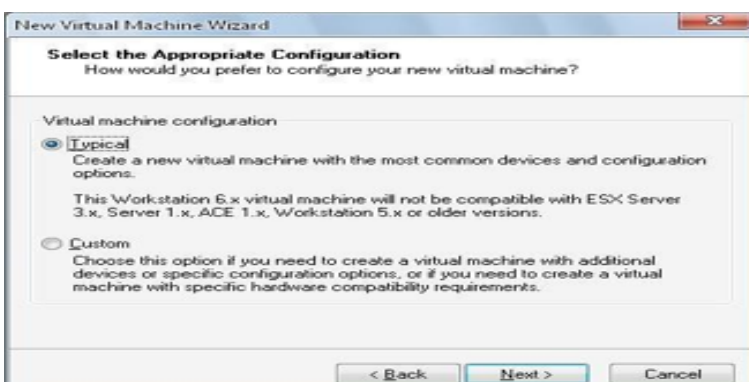 New Virtual Machine Wizard
Select the Appropriate Configuration
How would you prefer to configure your new virtual machine?
Virtual machine configuration
Typical
Create a new virtual machine with the most common devices and configuration
options.
This Workstation 6.x virtual machine will not be compatible with ESX Server
3.x, Server 1.x, ACE 1.x, Workstation 5.x or older versions.
Custom
Choose this option if you need to create a virtual machine with additional
devices or specific configuration options, or if you need to create a virtual
machine with specific hardware compatibility requirements.
< Back Next > Cancel